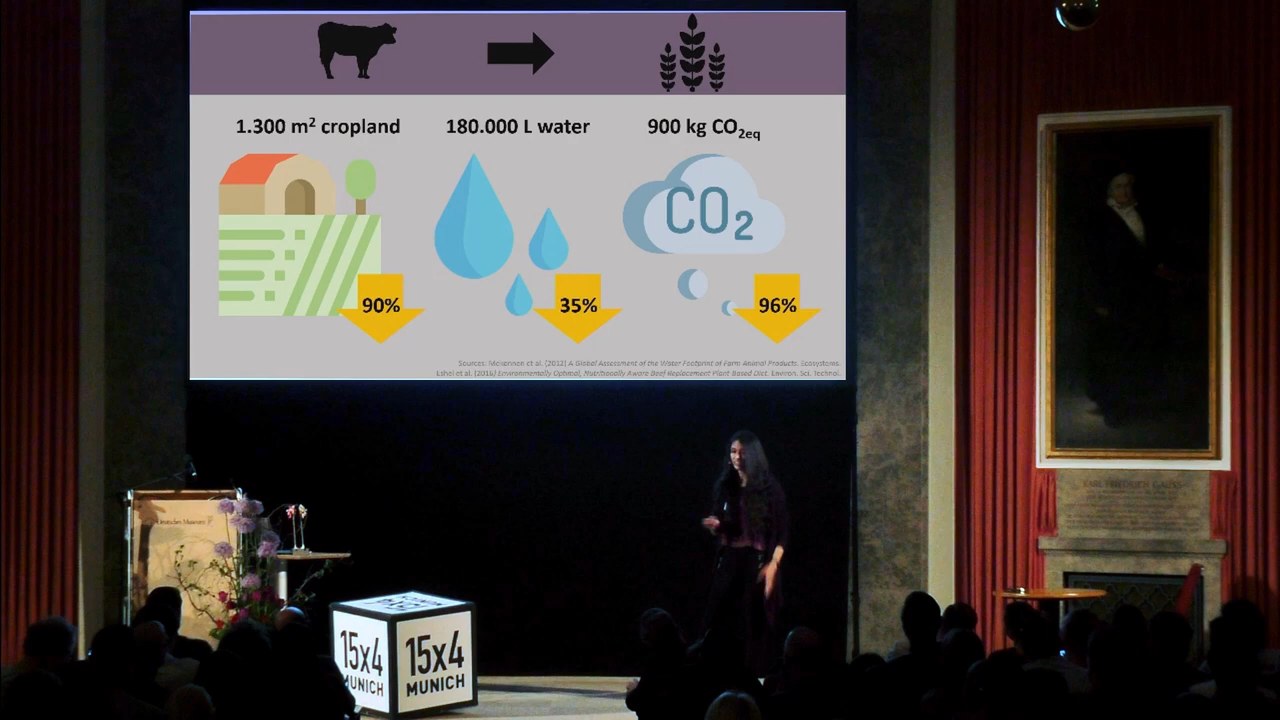 1.300 m² cropland
180.000 L water
900 kg CO₂eq
CO₂
90%
35%
96%
Sources: Mekonnen et al. (2012) A Global Assessment of the Water Footprint of Farm Animal Products. Ecosystems.
Eshel et al. (2016) Environmentally Optimal, Nutritionally Aware Beef Replacement Plant Based Diet. Environ. Sci. Technol.
Deutsches Museum
15x4
MUNICH
15x4
MUNICH